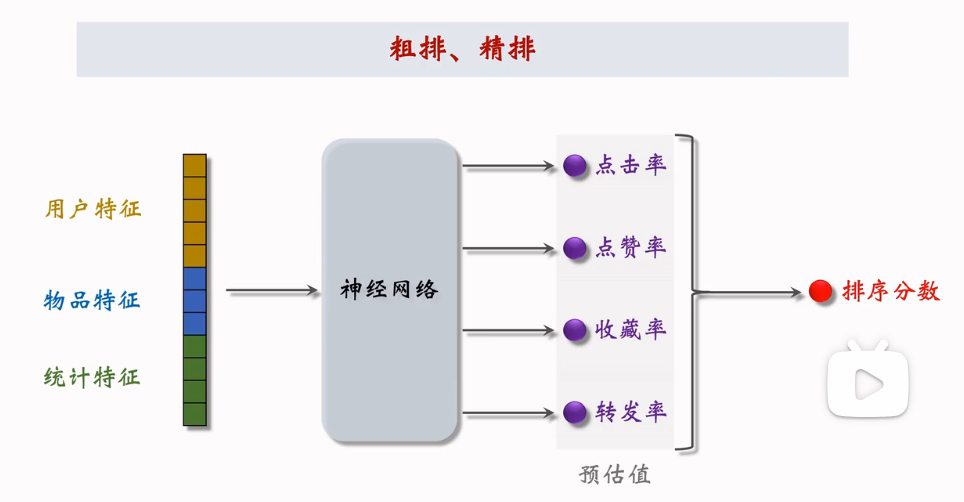 粗排、精排
用户特征
物品特征
统计特征
神经网络
点击率
点赞率
收藏率
转发率
预估值
排序分数